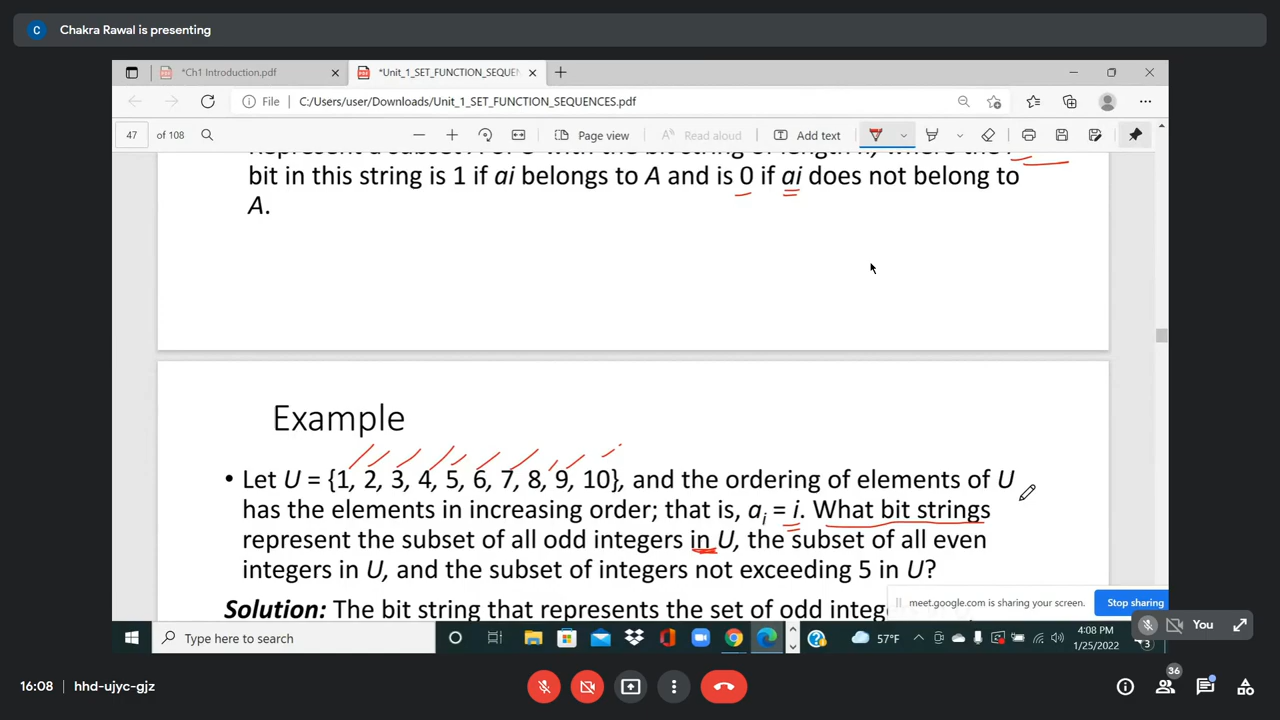 C Chakra Rawal is presenting
*Ch1 Introduction.pdf
*Unit_1_SET_FUNCTION_SEQUEN
File C:/Users/user/Downloads/Unit_1_SET_FUNCTION_SEQUENCES.pdf
47 of 108 Page view Read aloud Add text
bit in this string is 1 if ai belongs to A and is 0 if ai does not belong to
A.
Example
• Let U = {1, 2, 3, 4, 5, 6, 7, 8, 9, 10}, and the ordering of elements of U
has the elements in increasing order; that is, ai = i. What bit strings
represent the subset of all odd integers in U, the subset of all even
integers in U, and the subset of integers not exceeding 5 in U?
Solution: The bit string that represents the set of odd integ
meet.google.com is sharing your screen. Stop sharing
Type here to search
57°F
4:08 PM
1/25/2022
3
You
16:08 hhd-ujyc-gjz
36